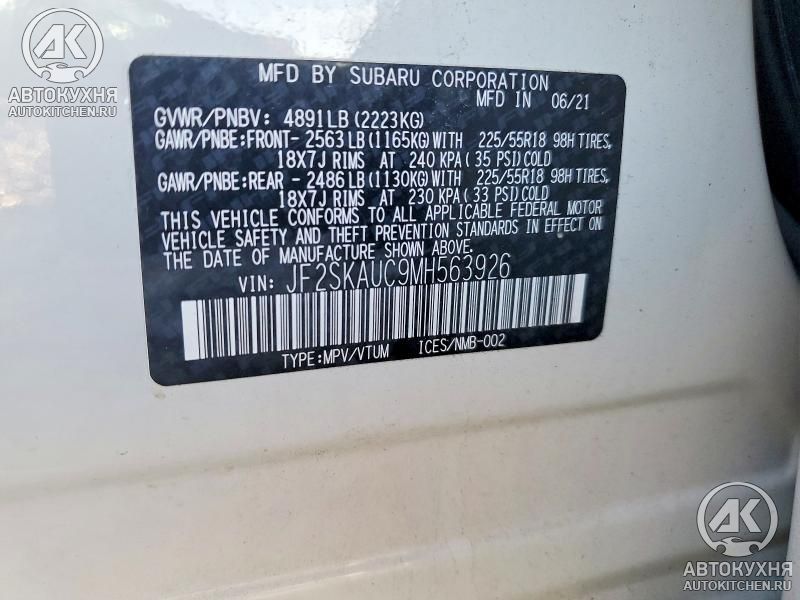 АК
АВТОКУХНЯ
AUTOKITCHEN.RU
MFD BY SUBARU CORPORATION
MFD IN 06/21
GVWR/PNBV: 4891LB(2223KG)
GAWR/PNBE:FRONT- 2563LB(1165KG)WITH 225/55R18 98H TIRES,
18X7J RIMS AT 240 KPA(35 PSI)COLD
GAWR/PNBE:REAR - 2486LB(1130KG)WITH 225/55R18 98H TIRES,
18X7J RIMS AT 230 KPA(33 PSI)COLD
THIS VEHICLE CONFORMS TO ALL APPLICABLE FEDERAL MOTOR
VEHICLE SAFETY AND THEFT PREVENTION STANDARDS IN EFFECT ON
THE DATE OF MANUFACTURE SHOWN ABOVE.
VIN: JF2SKAUC9MH563926
TYPE:MPV/VTUM ICES/NMB-002
АК
АВТОКУХНЯ
AUTOKITCHEN.RU